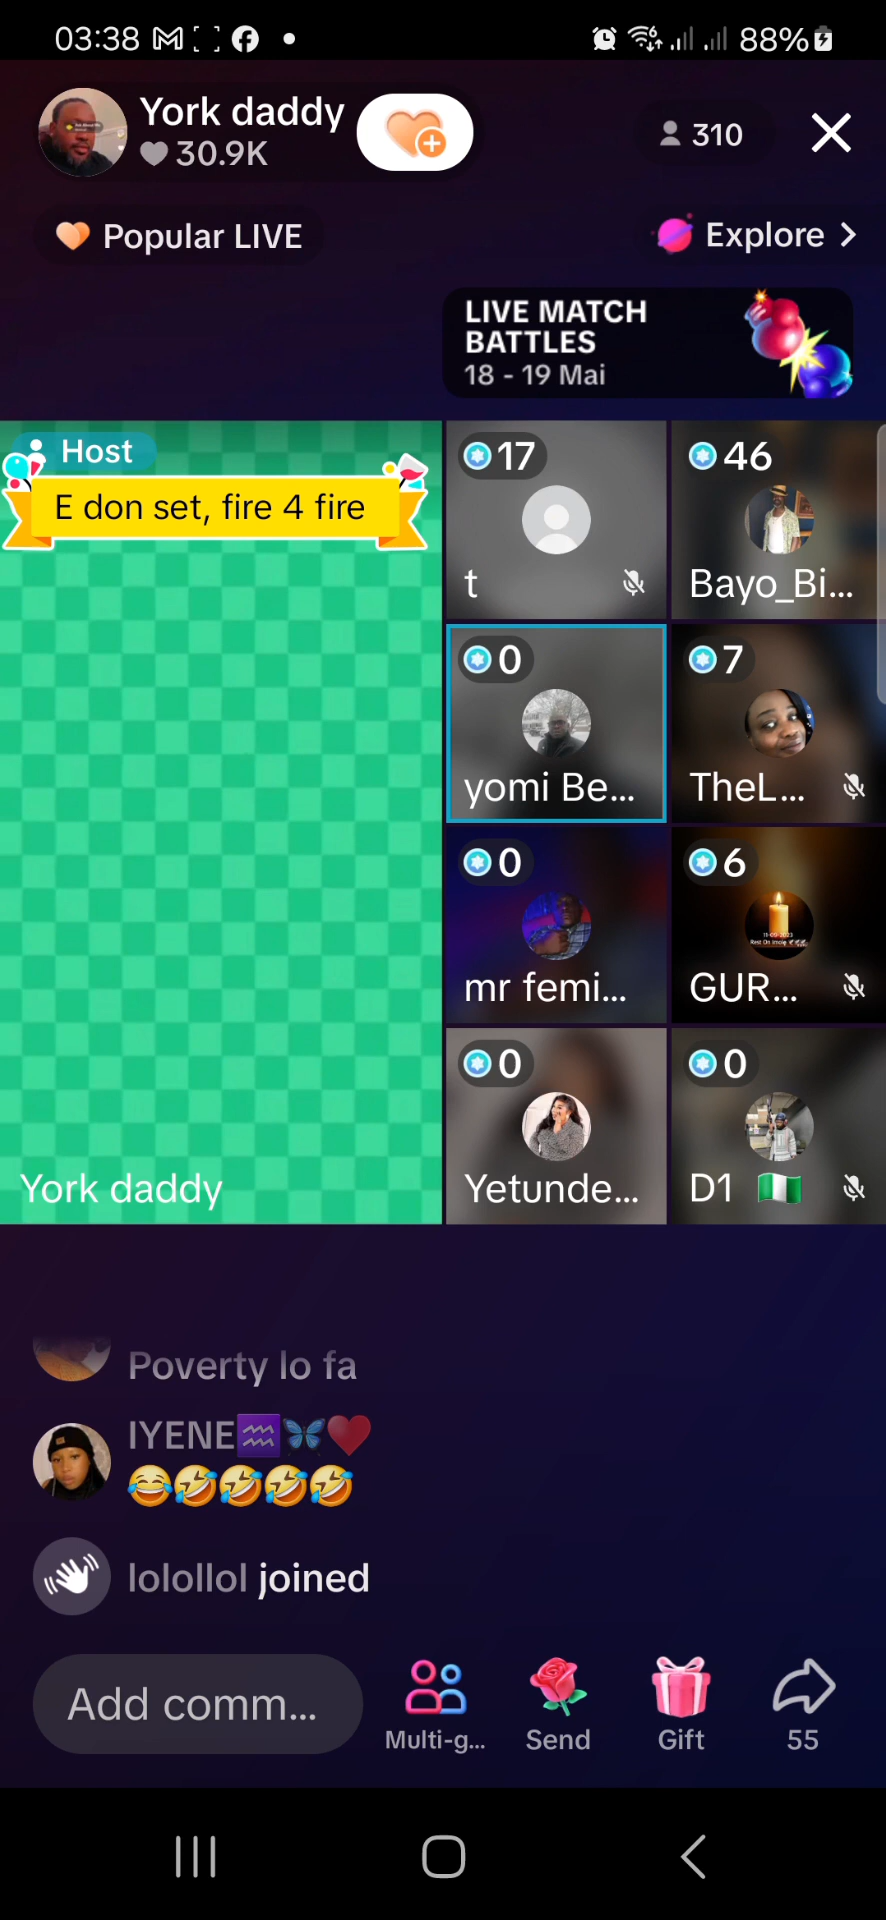 03:38
88%
York daddy
30.9K
310
Popular LIVE
Explore
LIVE MATCH
BATTLES
18 - 19 Mai
Host
E don set, fire 4 fire
York daddy
17
t
46
Bayo_Bi...
0
yomi Be...
7
TheL...
0
mr femi...
6
GUR...
0
Yetunde...
0
D1 🇳🇬
Poverty lo fa
IYENE♒🦋❤️
😂🤣🤣🤣🤣
lolollol joined
Add comm...
Multi-g...
Send
Gift
55